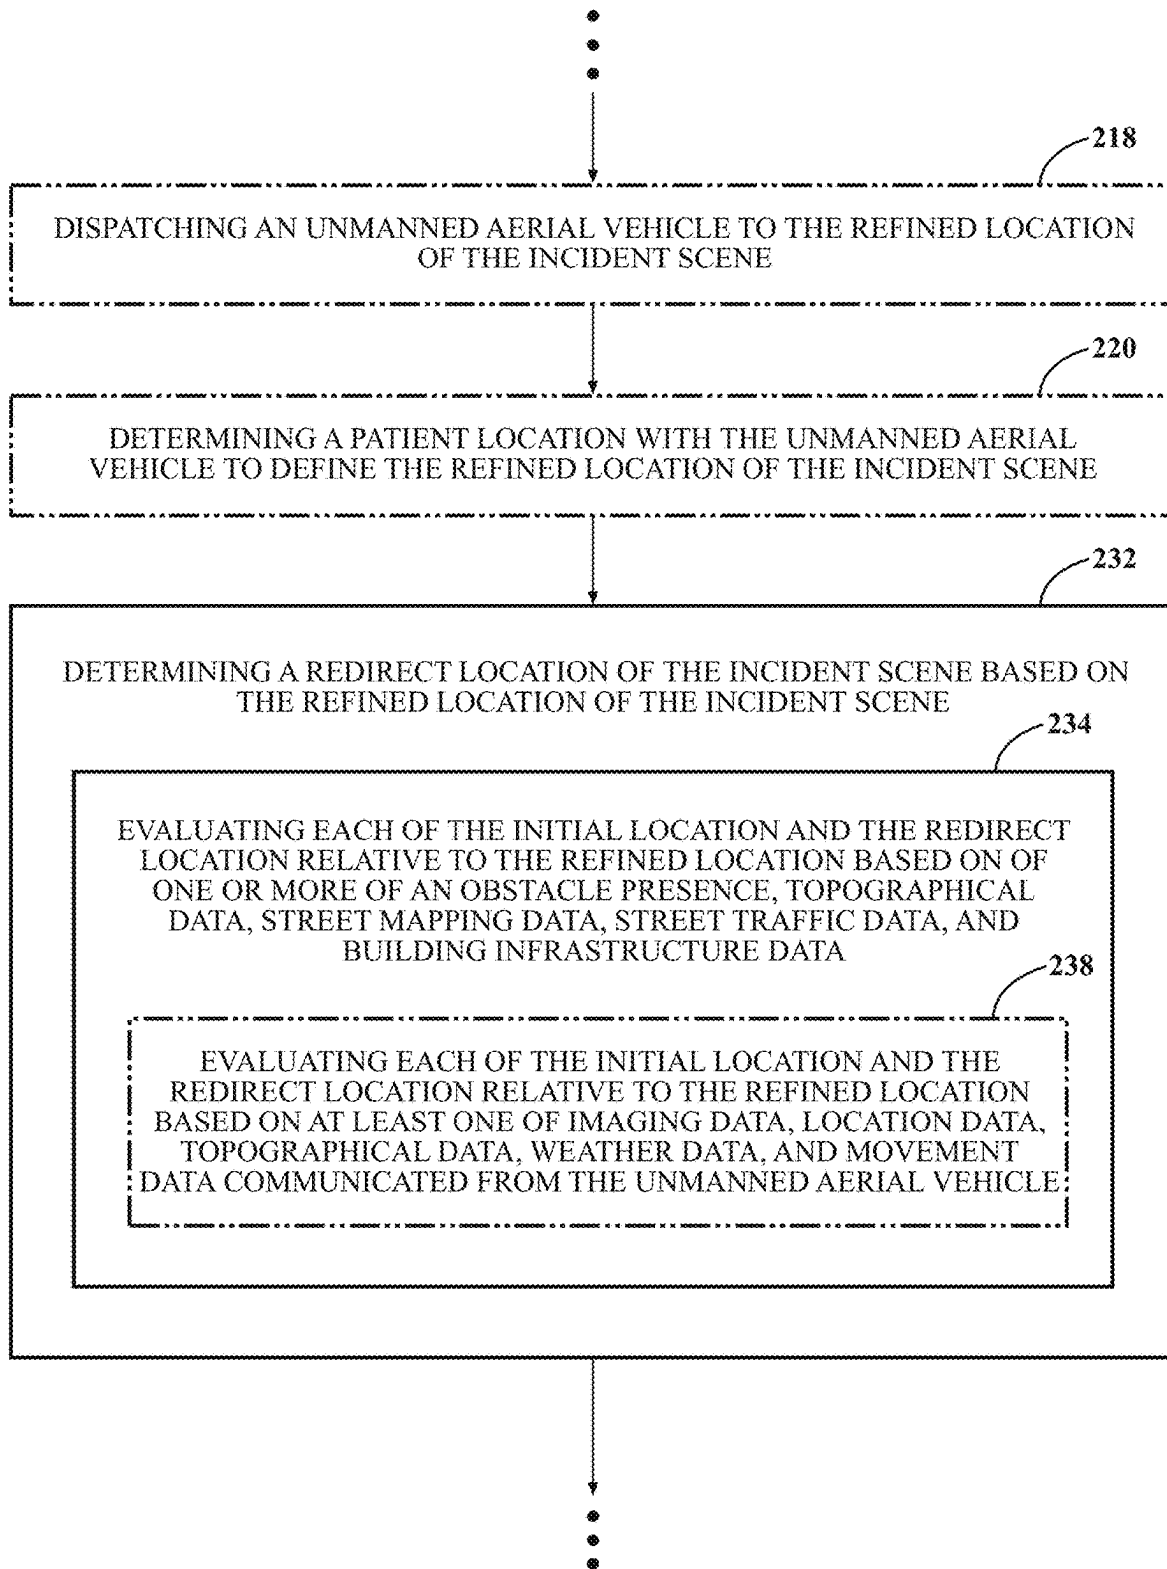 218
DISPATCHING AN UNMANNED AERIAL VEHICLE TO THE REFINED LOCATION
OF THE INCIDENT SCENE
220
DETERMINING A PATIENT LOCATION WITH THE UNMANNED AERIAL
VEHICLE TO DEFINE THE REFINED LOCATION OF THE INCIDENT SCENE
232
DETERMINING A REDIRECT LOCATION OF THE INCIDENT SCENE BASED ON
THE REFINED LOCATION OF THE INCIDENT SCENE
234
EVALUATING EACH OF THE INITIAL LOCATION AND THE REDIRECT
LOCATION RELATIVE TO THE REFINED LOCATION BASED ON OF
ONE OR MORE OF AN OBSTACLE PRESENCE, TOPOGRAPHICAL
DATA, STREET MAPPING DATA, STREET TRAFFIC DATA, AND
BUILDING INFRASTRUCTURE DATA
238
EVALUATING EACH OF THE INITIAL LOCATION AND THE
REDIRECT LOCATION RELATIVE TO THE REFINED LOCATION
BASED ON AT LEAST ONE OF IMAGING DATA, LOCATION DATA,
TOPOGRAPHICAL DATA, WEATHER DATA, AND MOVEMENT
DATA COMMUNICATED FROM THE UNMANNED AERIAL VEHICLE